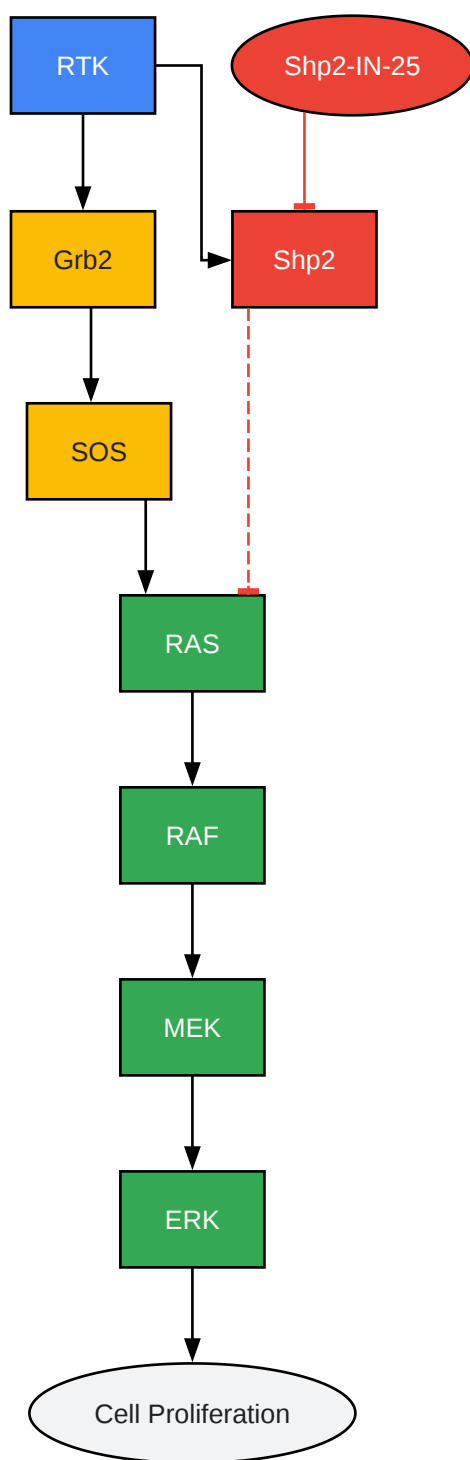 RTK
Shp2-IN-25
Grb2
Shp2
SOS
RAS
RAF
MEK
ERK
Cell Proliferation